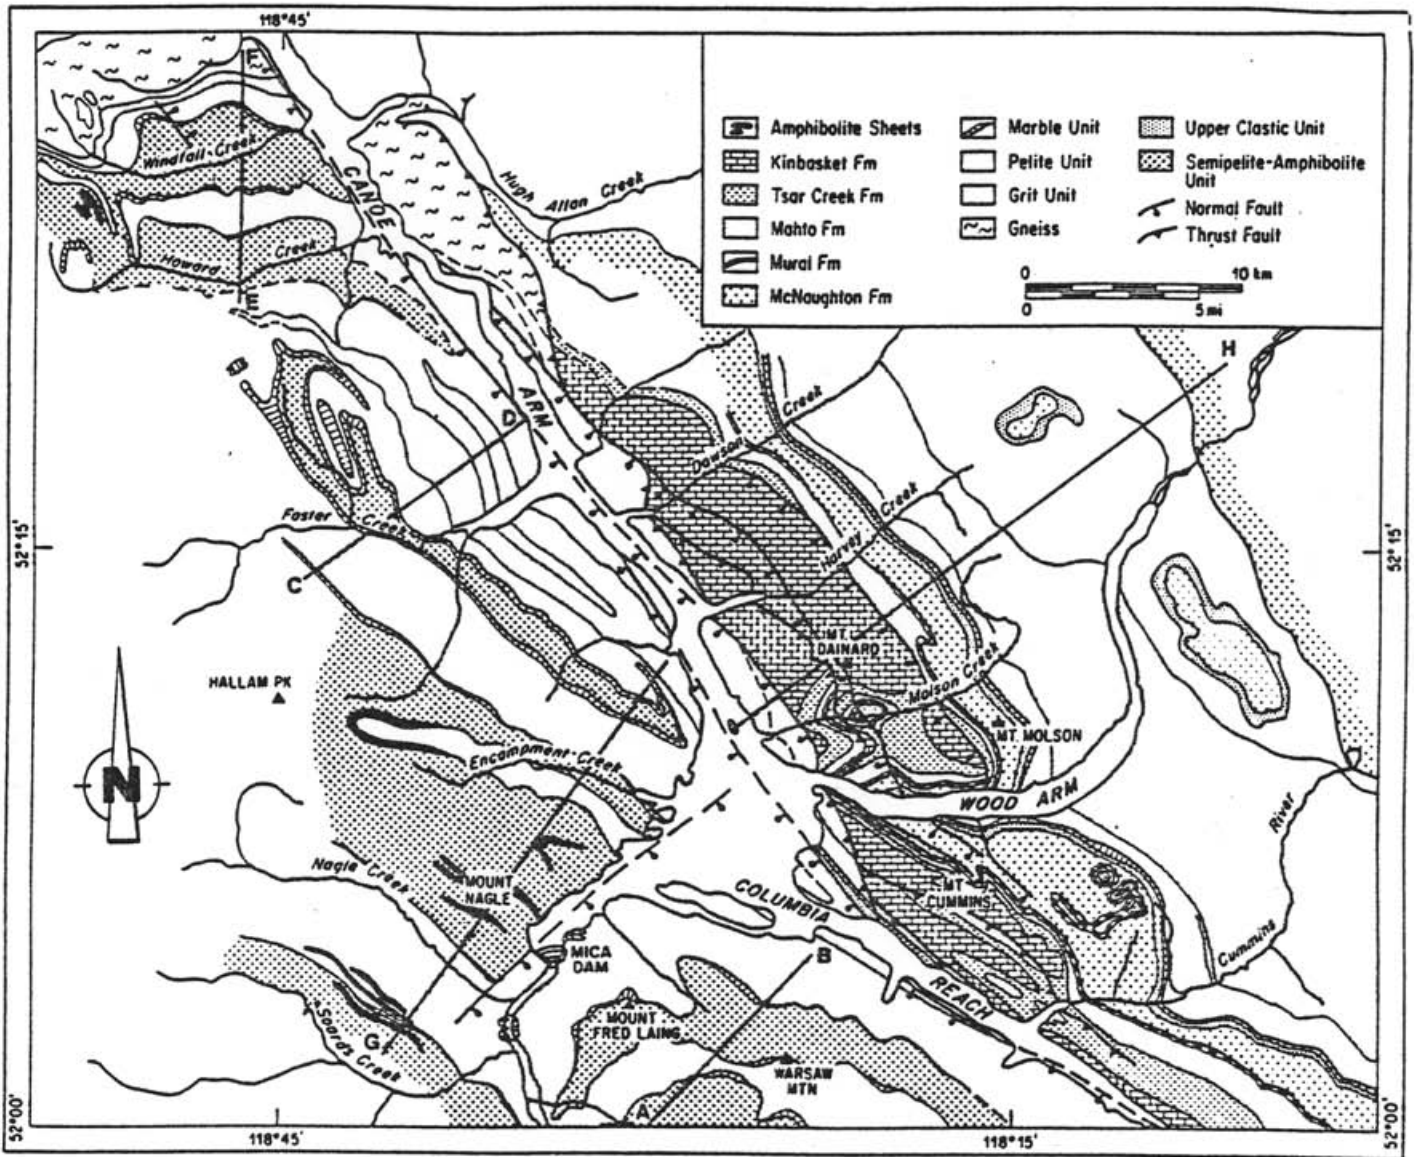 118°45'
Amphibolite Sheets
Kinbasket Fm
Tsar Creek Fm
Mahto Fm
Mural Fm
McNaughton Fm
Marble Unit
Pelite Unit
Grit Unit
Gneiss
Upper Clastic Unit
Semipelite-Amphibolite
Unit
Normal Fault
Thrust Fault
0 10 km
0 5 mi
F
Windfall Creek
CANOE
Hugh Allan Creek
Howard Creek
E
H
D
ARM
Dawson Creek
Harvey Creek
52°15'
52°15'
Foster Creek
C
MT.
DAINARD
HALLAM PK
Molson Creek
MT. MOLSON
Encampment Creek
N
WOOD ARM
River
Nagle Creek
MOUNT
NAGLE
COLUMBIA
MT
CUMMINS
MICA
DAM
B
Cummins
REACH
MOUNT
FRED LAING
Soards Creek
G
WARSAW
MTN
A
52°00'
52°00'
118°45'
118°15'